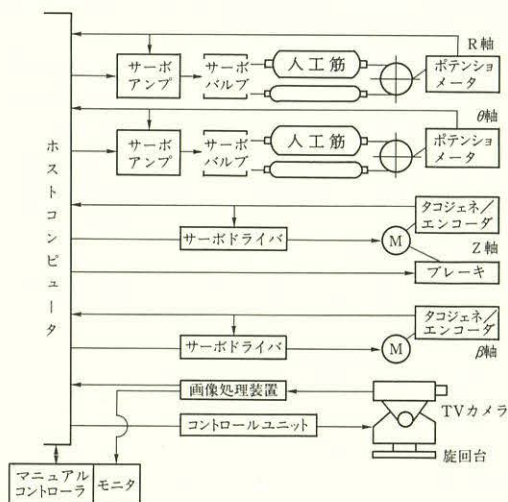 R軸
サーボ
アンプ
サーボ
バルブ
人工筋
ポテンショ
メータ
θ軸
サーボ
アンプ
サーボ
バルブ
人工筋
ポテンショ
メータ
ホストコンピュータ
タコジェネ/
エンコーダ
サーボドライバ
M
Z軸
ブレーキ
タコジェネ/
エンコーダ
サーボドライバ
M
β軸
画像処理装置
TVカメラ
コントロールユニット
旋回台
マニュアル
コントローラ
モニタ